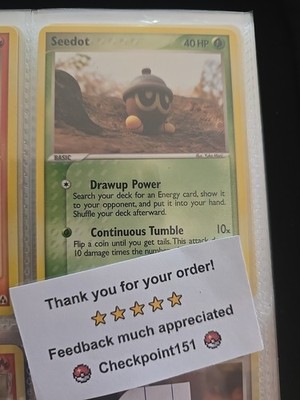 Seedot 40 HP
BASIC
Drawup Power
Search your deck for an Energy card, show it
to your opponent, and put it into your hand.
Shuffle your deck afterward.
Continuous Tumble 10x
Flip a coin until you get tails. This attack d
10 damage times the numb
Thank you for your order!
Feedback much appreciated
Checkpoint151